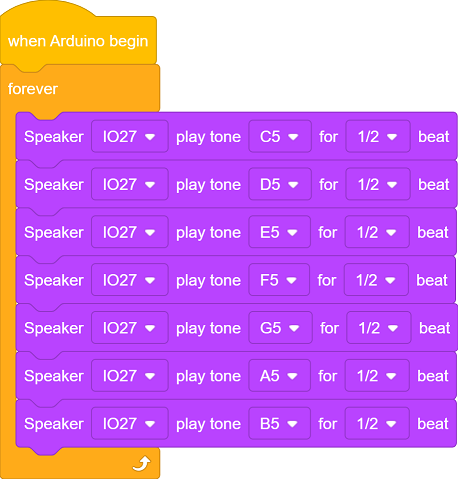 when Arduino begin
forever
Speaker IO27 play tone C5 for 1/2 beat
Speaker IO27 play tone D5 for 1/2 beat
Speaker IO27 play tone E5 for 1/2 beat
Speaker IO27 play tone F5 for 1/2 beat
Speaker IO27 play tone G5 for 1/2 beat
Speaker IO27 play tone A5 for 1/2 beat
Speaker IO27 play tone B5 for 1/2 beat